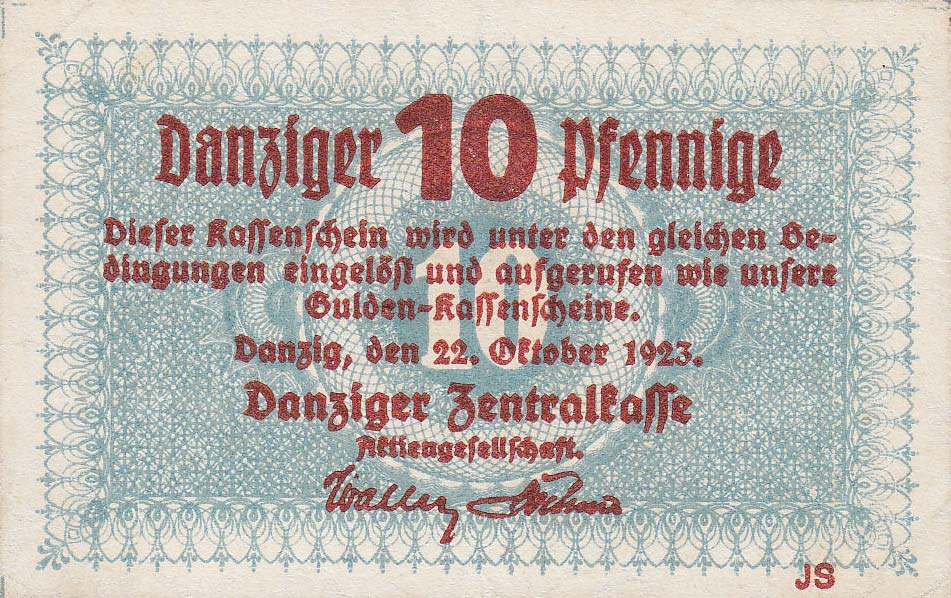 Danziger 10 Pfennige
10
Dieser Kassenschein wird unter den gleichen Be-
dingungen eingelöst und aufgerufen wie unsere
Gulden-Kassenscheine.
Danzig, den 22. Oktober 1923.
Danziger Zentralkasse
Aktiengesellschaft.
JS